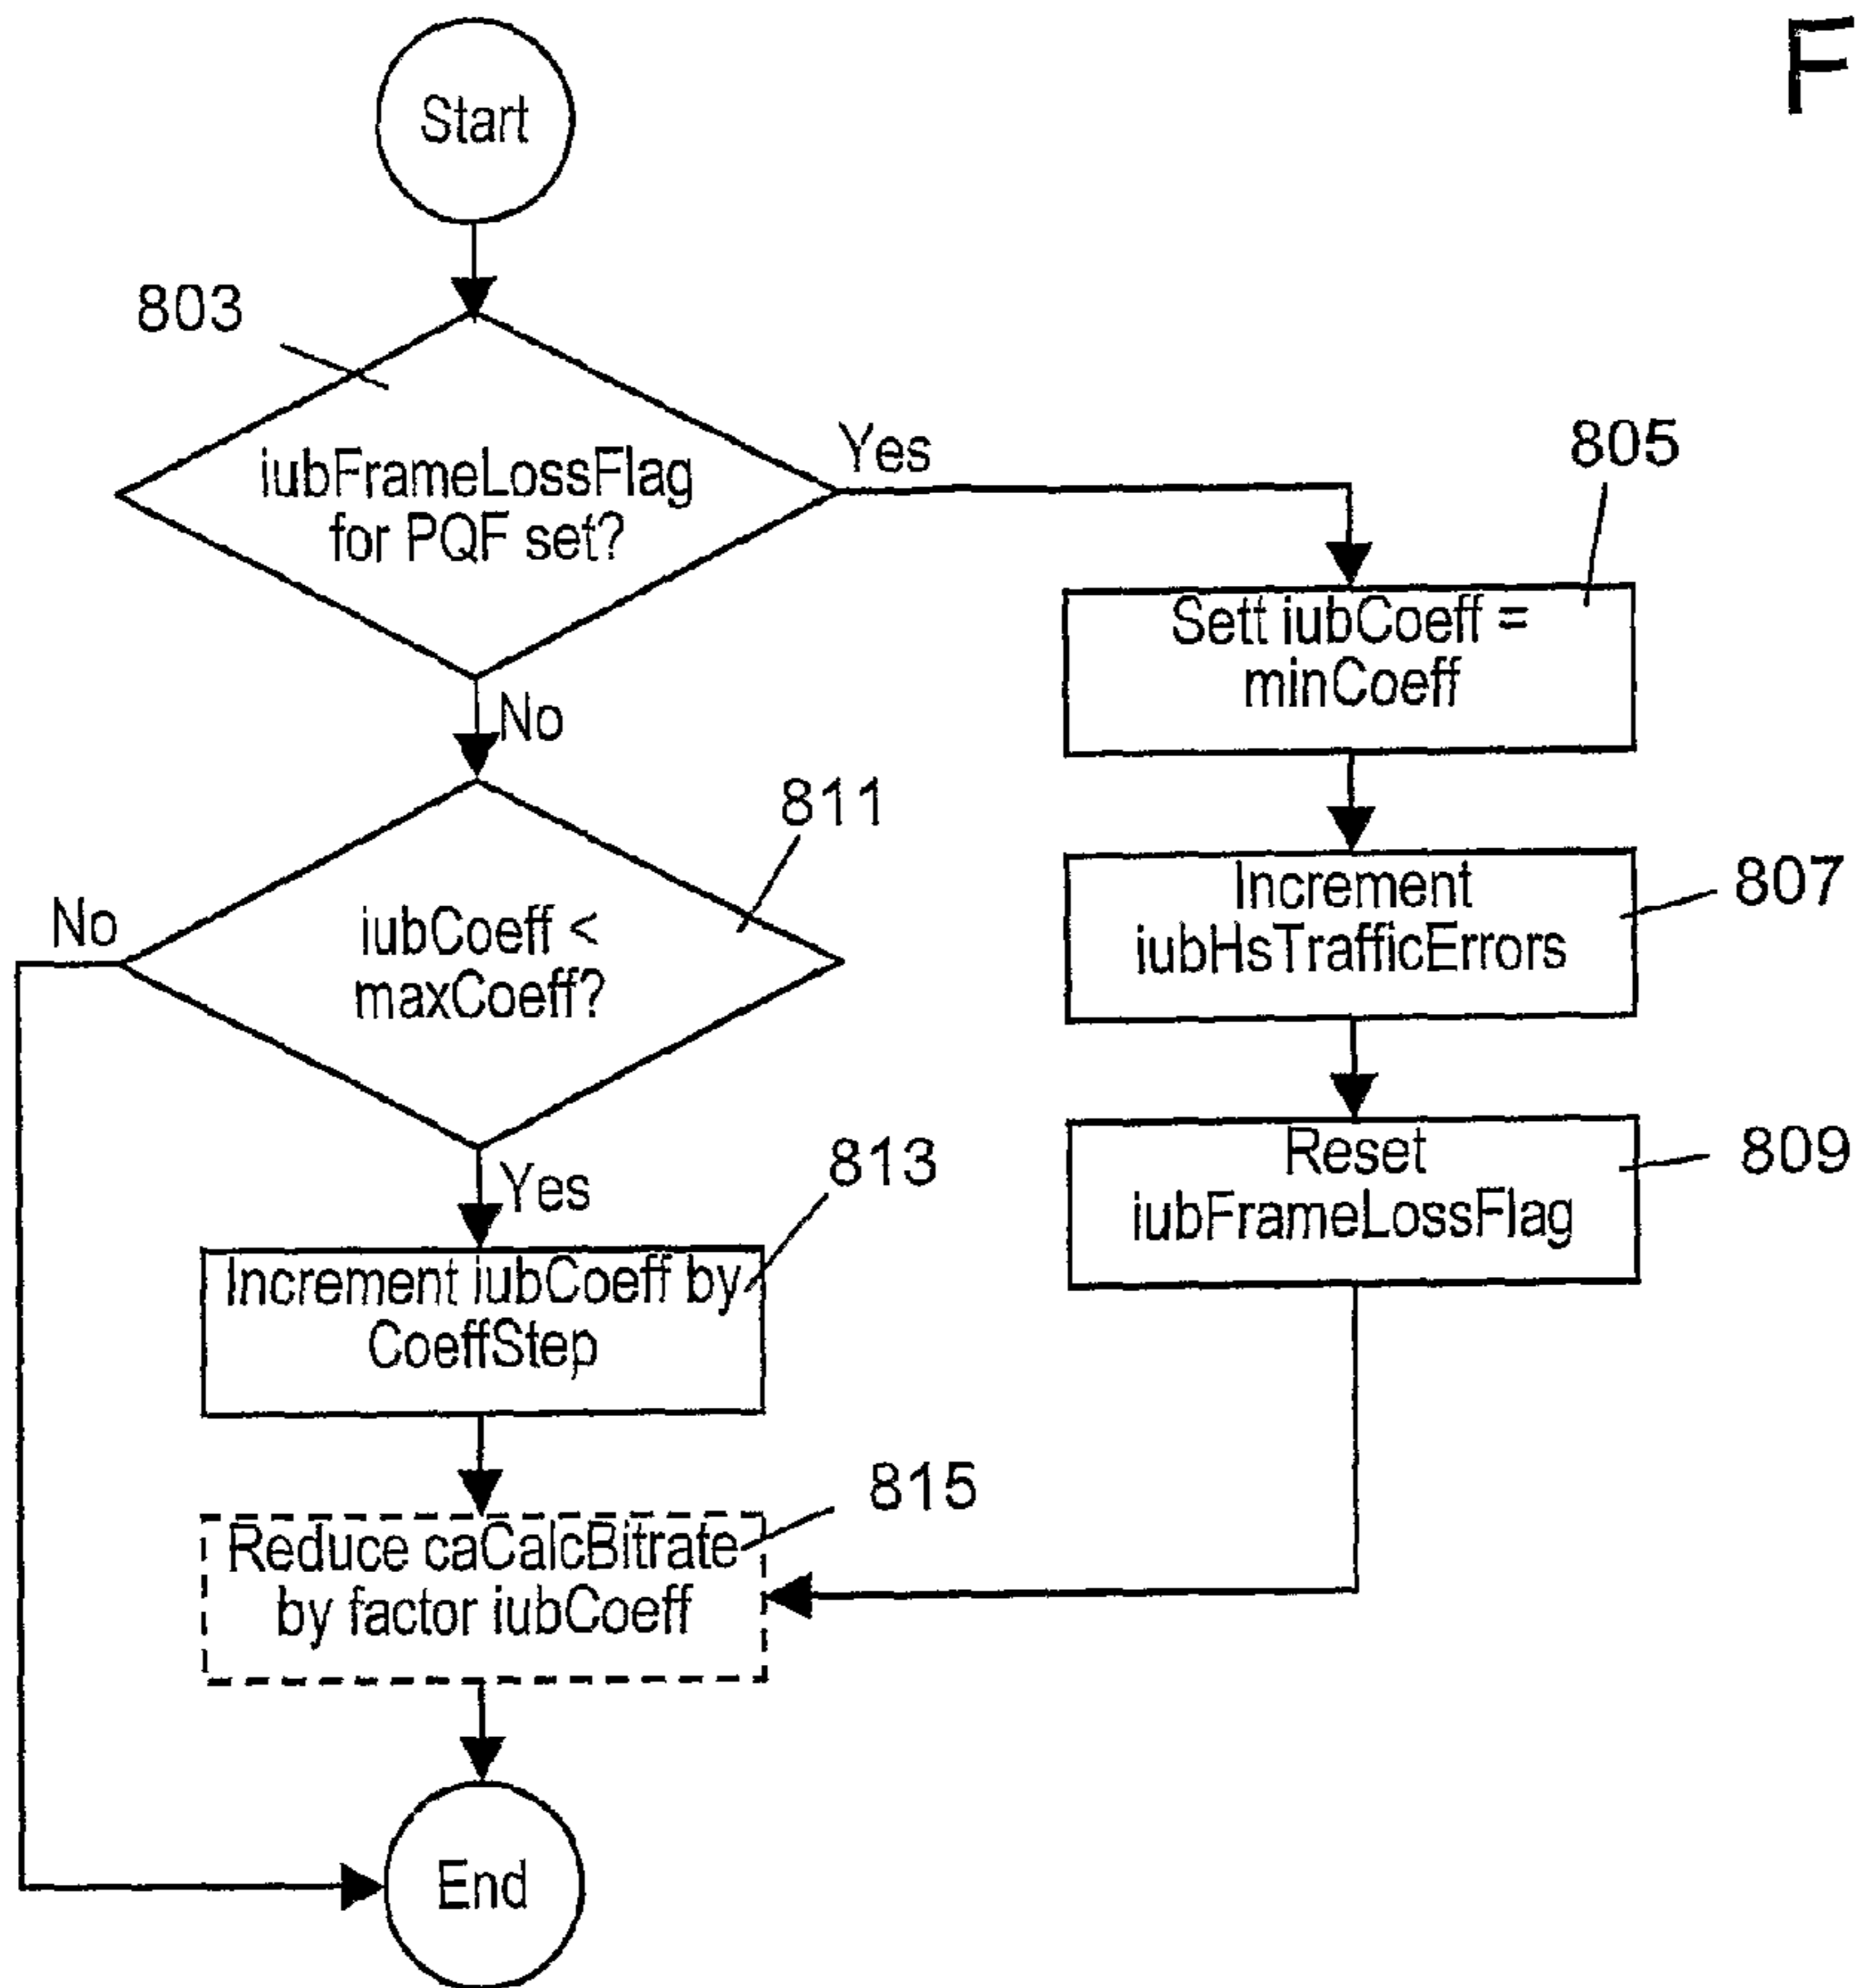 F
Start
803
iubFrameLossFlag
for PQF set?
Yes
805
Sett iubCoeff =
minCoeff
No
811
iubCoeff <
maxCoeff?
No
Increment
iubHsTrafficErrors
807
Yes
813
Reset
iubFrameLossFlag
809
Increment iubCoeff by
CoeffStep
815
Reduce caCalcBitrate
by factor iubCoeff
End